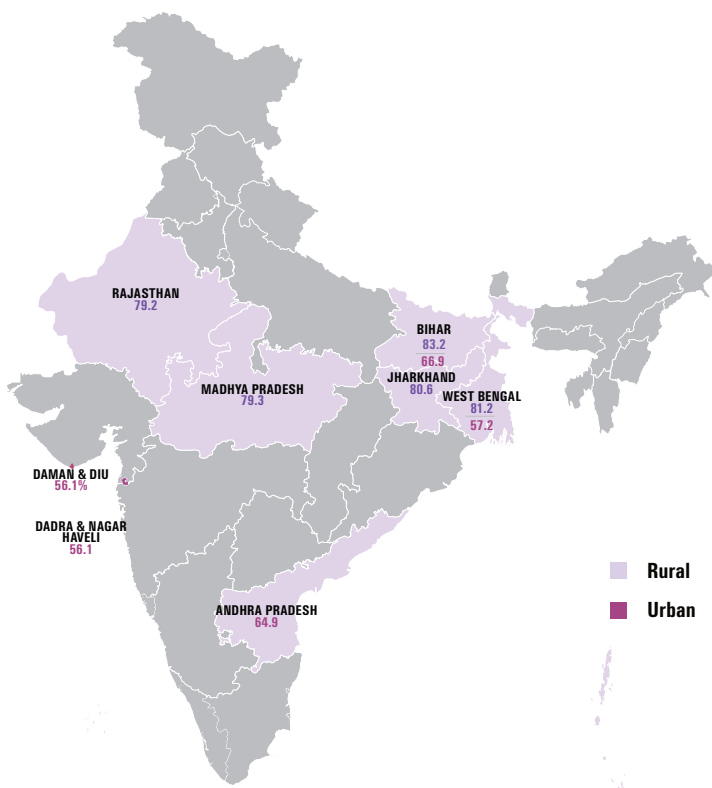 RAJASTHAN
79.2
BIHAR
83.2
66.9
JHARKHAND
80.6
WEST BENGAL
81.2
57.2
MADHYA PRADESH
79.3
DAMAN & DIU
56.1%
DADRA & NAGAR
HAVELI
56.1
ANDHRA PRADESH
64.9
Rural
Urban